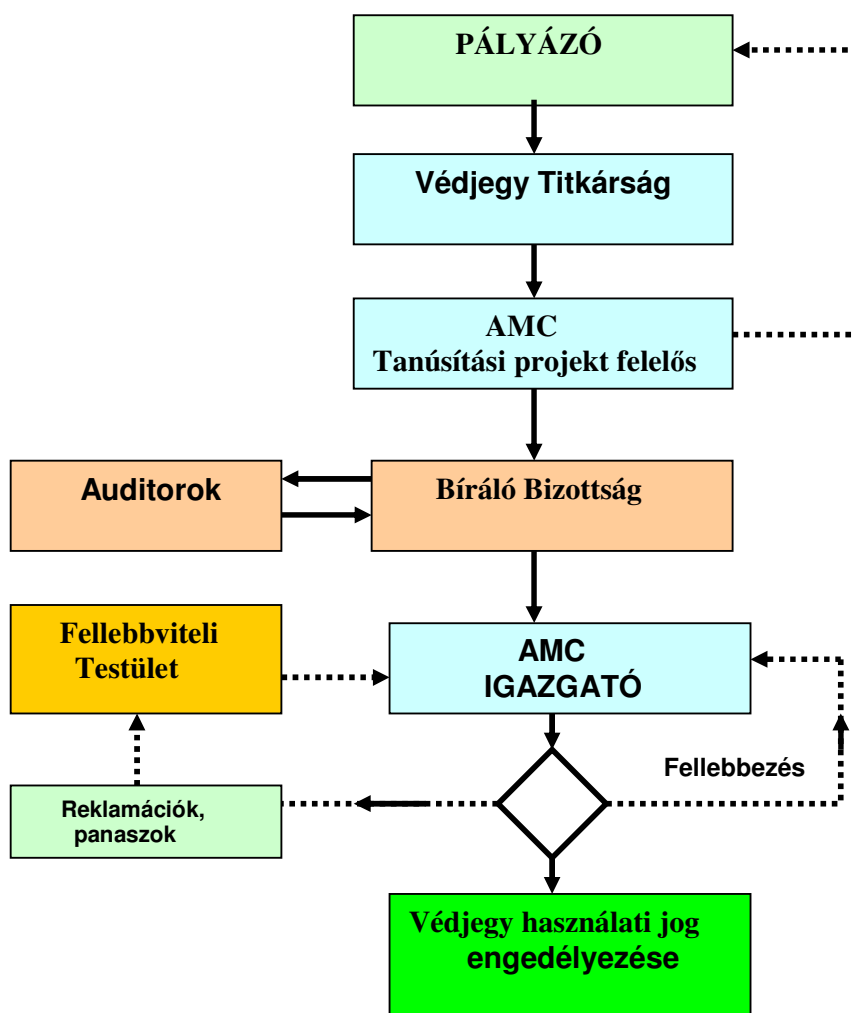 PÁLYÁZÓ
Védjegy Titkárság
AMC
Tanúsítási projekt felelős
Auditorok
Bíráló Bizottság
Fellebbviteli
Testület
AMC
IGAZGATÓ
Fellebbezés
Reklamációk,
panaszok
Védjegy használati jog
engedélyezése